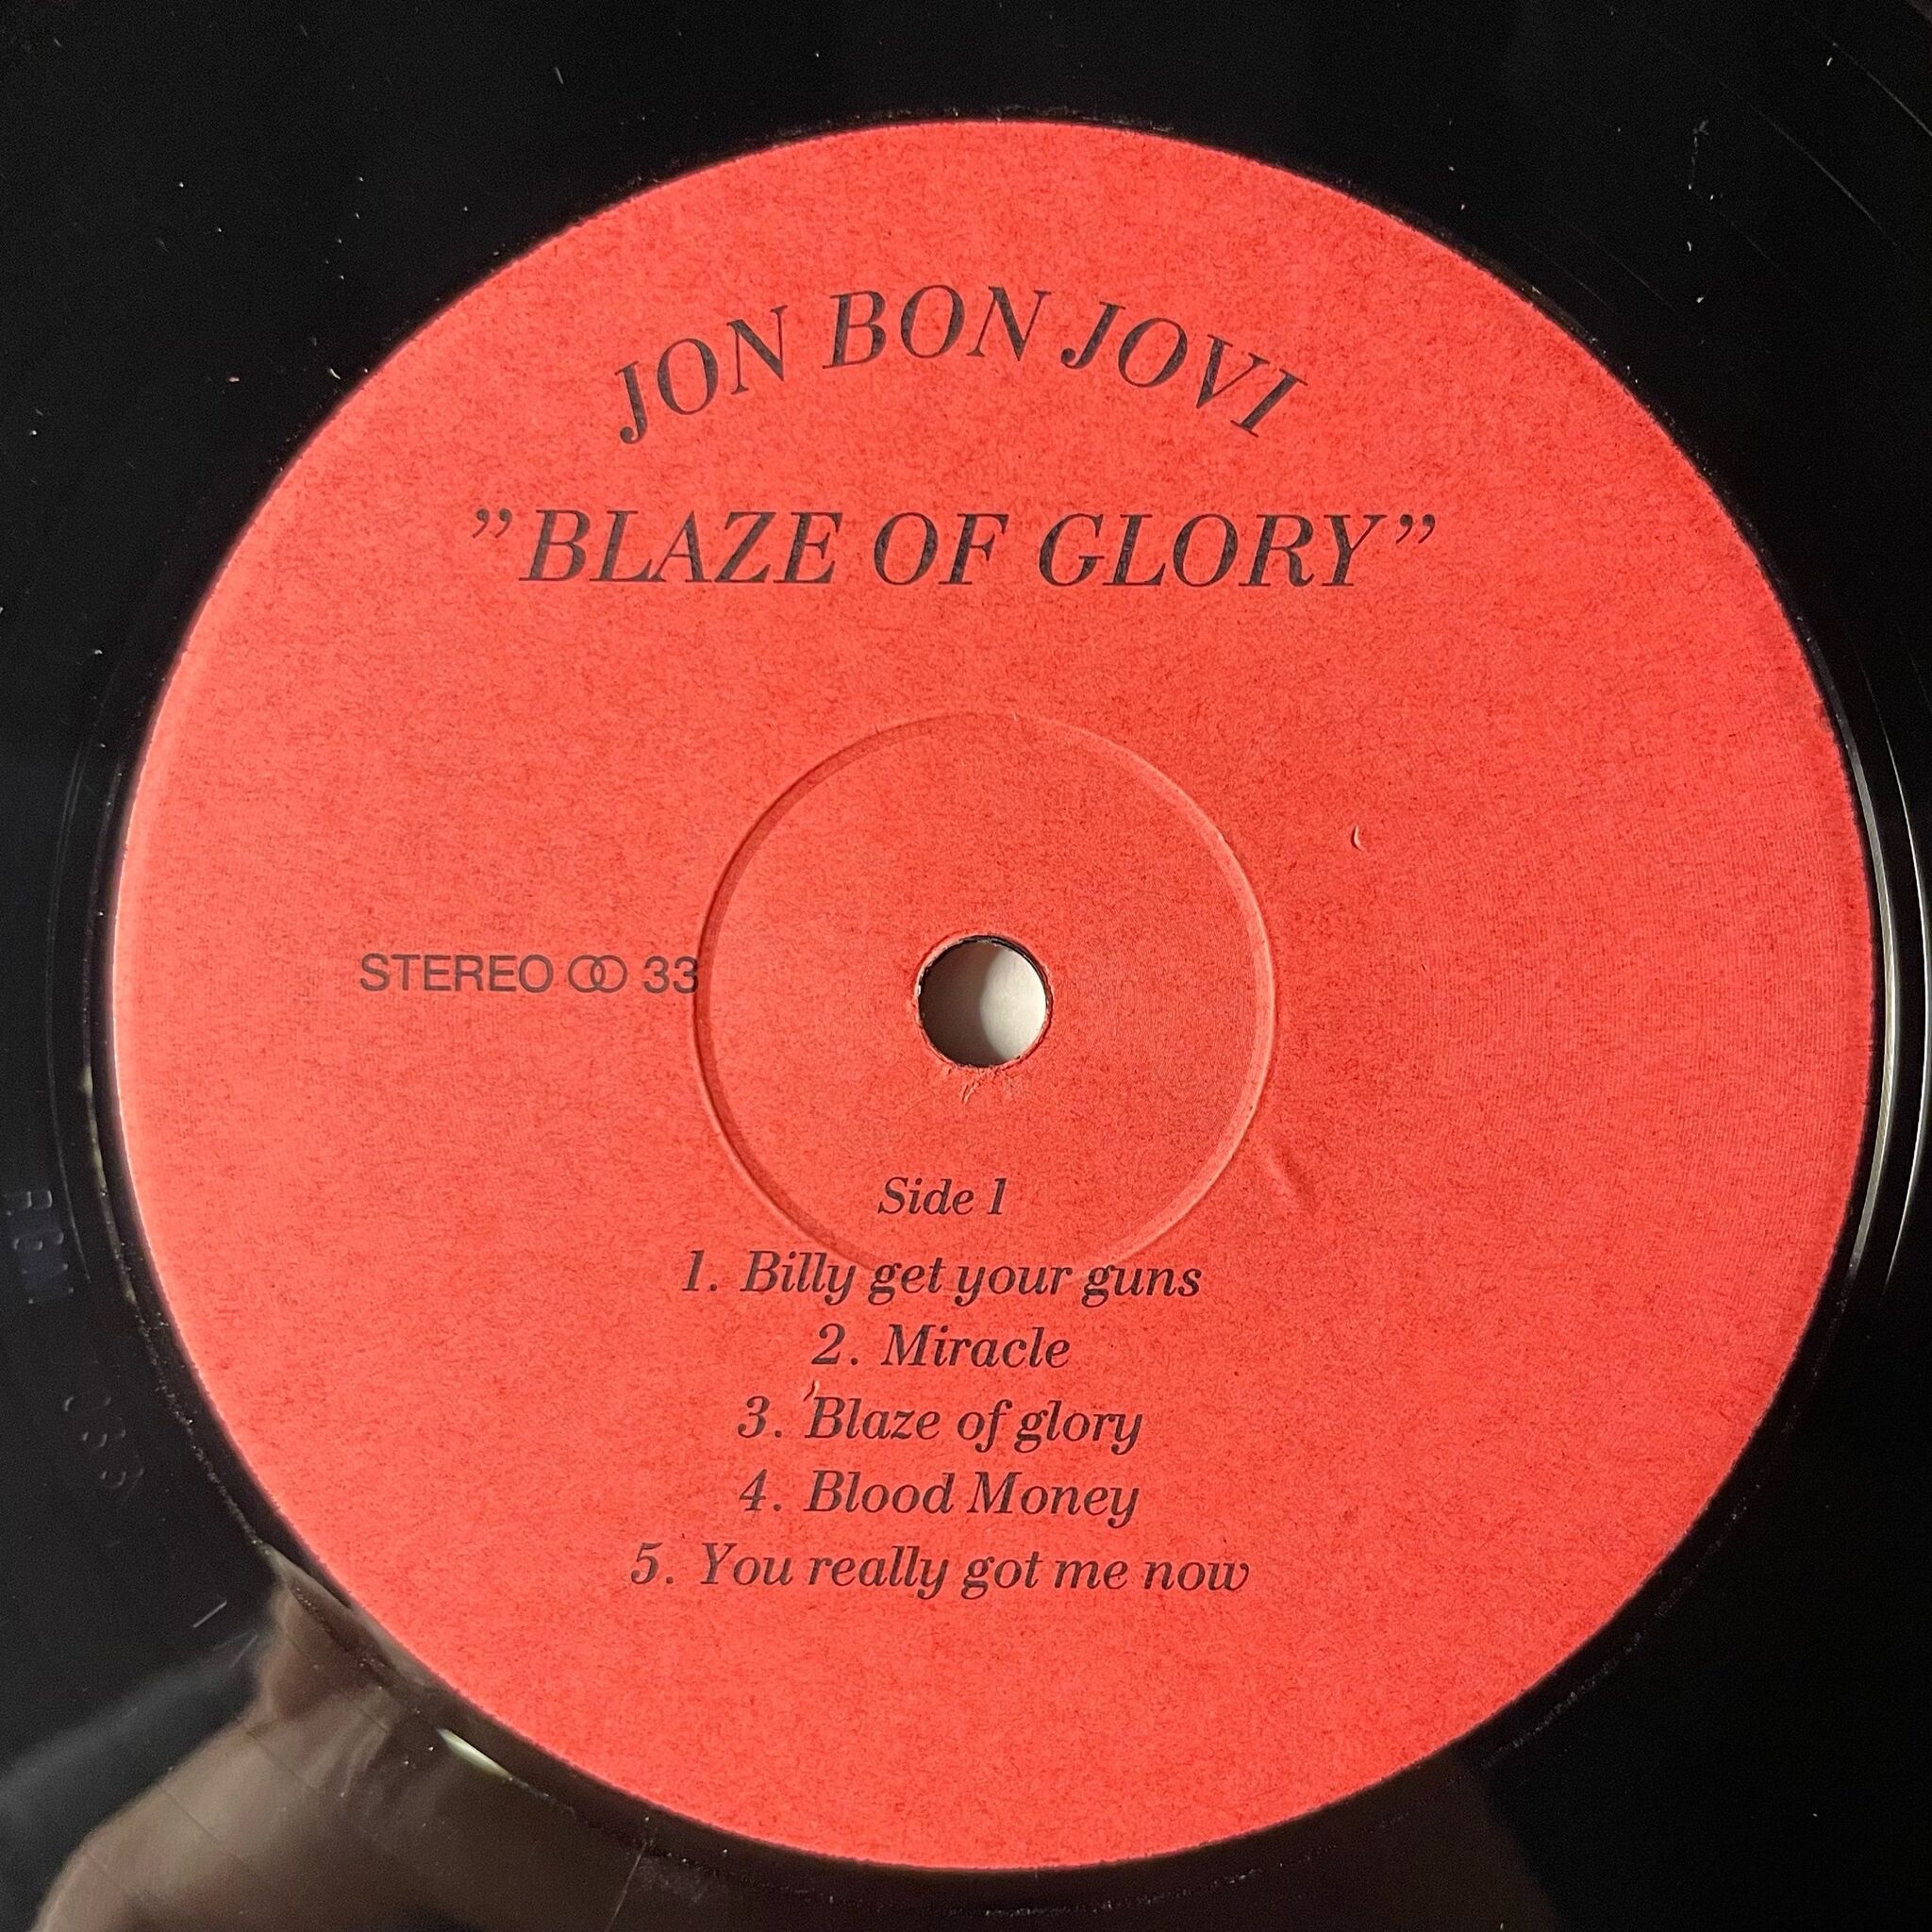 JON BON JOVI
"BLAZE OF GLORY"
STEREO 33
Side 1
1. Billy get your guns
2. Miracle
3. Blaze of glory
4. Blood Money
5. You really got me now